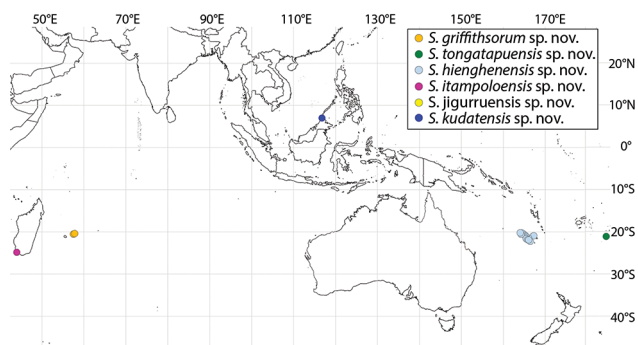 50°E 70°E 90°E 110°E 130°E 150°E 170°E
S. griffithsorum sp. nov.
S. tongatapuensis sp. nov.
S. hienghenensis sp. nov.
S. itampoloensis sp. nov.
S. jigurruensis sp. nov.
S. kudatensis sp. nov.
20°N
10°N
0°
10°S
20°S
30°S
40°S